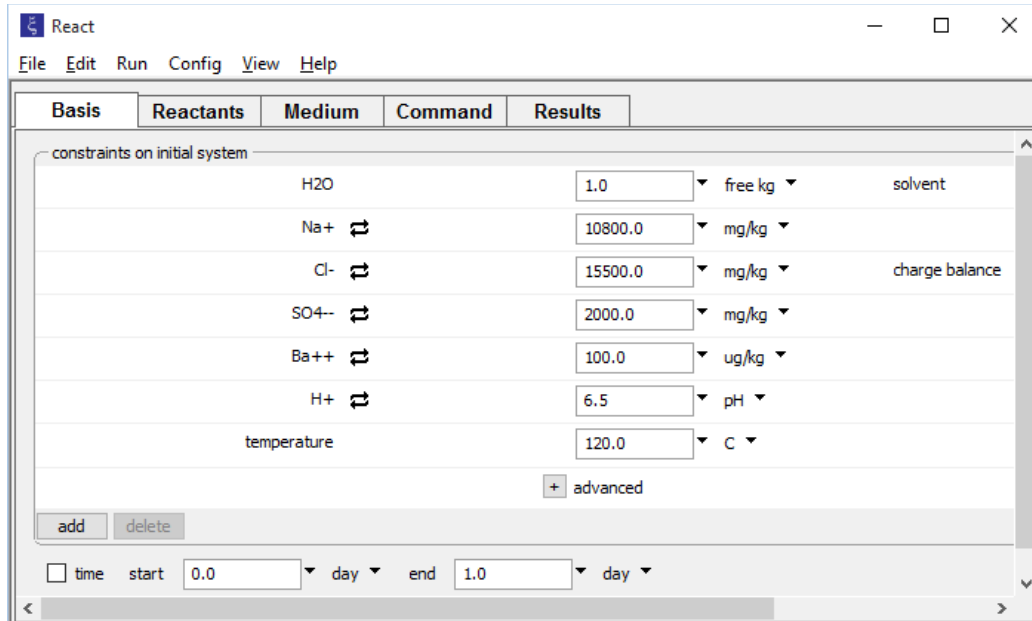 ξ React
File Edit Run Config View Help
Basis Reactants Medium Command Results
constraints on initial system
H2O 1.0 free kg solvent
Na+ 10800.0 mg/kg
Cl- 15500.0 mg/kg charge balance
SO4-- 2000.0 mg/kg
Ba++ 100.0 ug/kg
H+ 6.5 pH
temperature 120.0 C
+ advanced
add delete
time start 0.0 day end 1.0 day